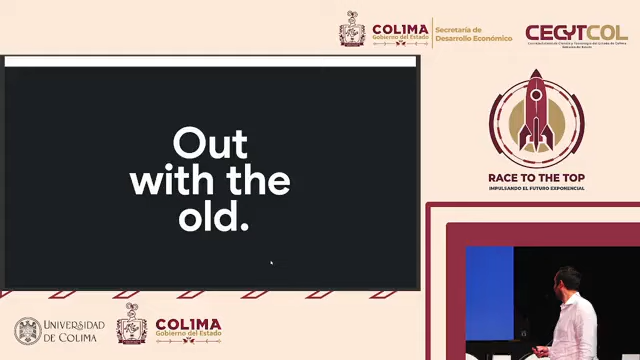 COLIMA
Gobierno del Estado
Secretaría de
Desarrollo Económico
CECYTCOL
Out
with the
old.
RACE TO THE TOP
IMPULSANDO EL FUTURO EXPONENCIAL
UNIVERSIDAD
DE COLIMA
COLIMA
Gobierno del Estado